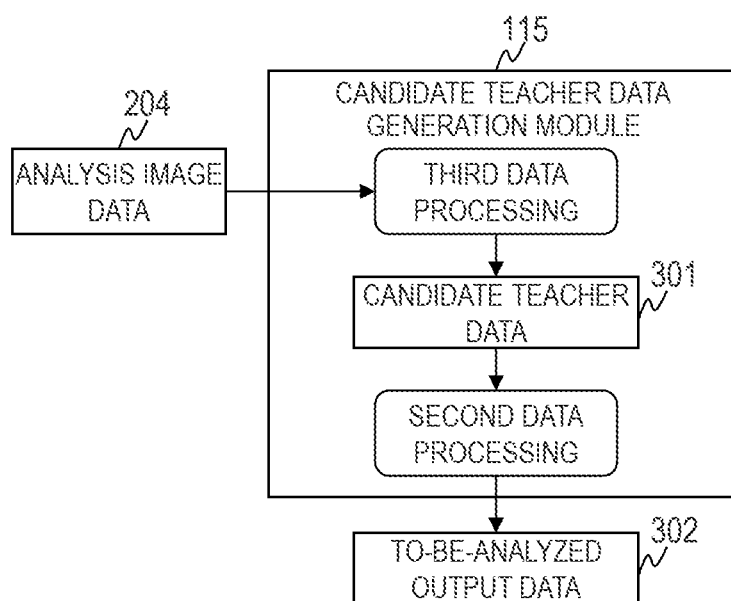 115
CANDIDATE TEACHER DATA
GENERATION MODULE
204
ANALYSIS IMAGE
DATA
THIRD DATA
PROCESSING
301
CANDIDATE TEACHER
DATA
SECOND DATA
PROCESSING
302
TO-BE-ANALYZED
OUTPUT DATA